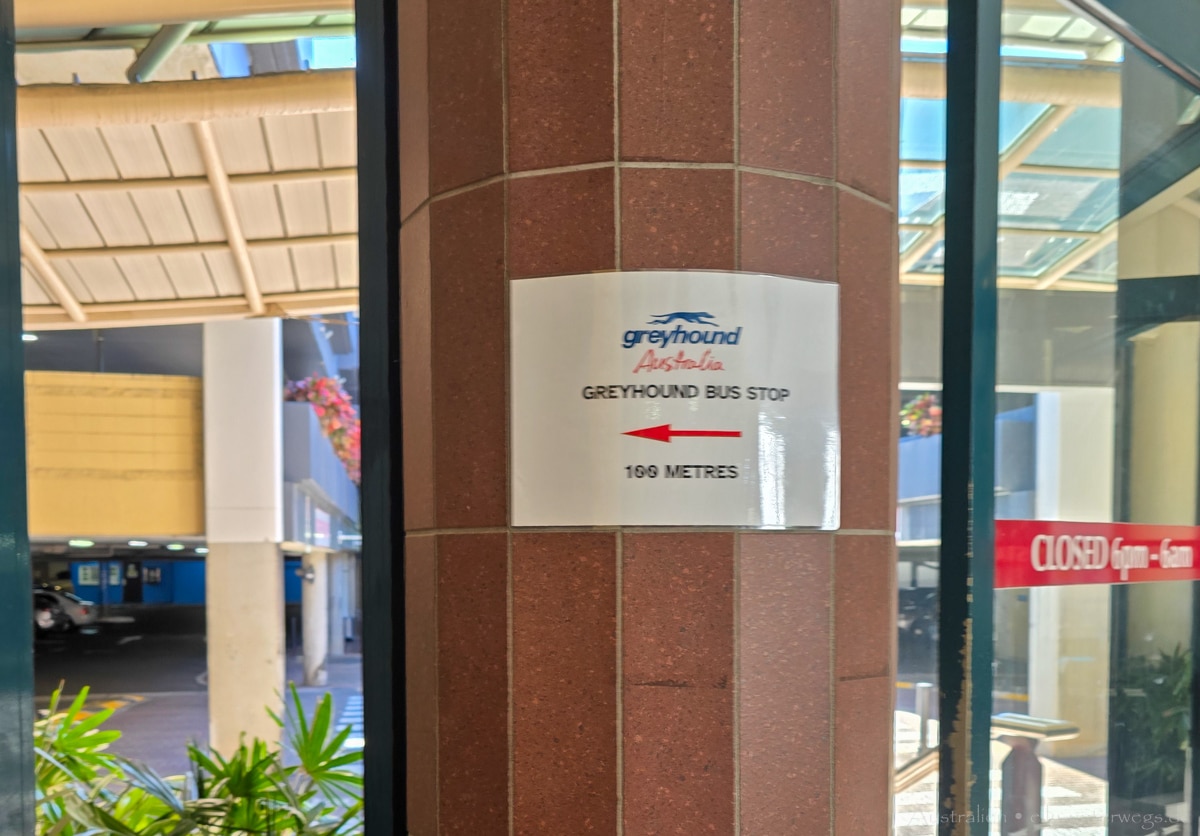 greyhound
Australia
GREYHOUND BUS STOP
100 METRES
CLOSED 6pm - 6am